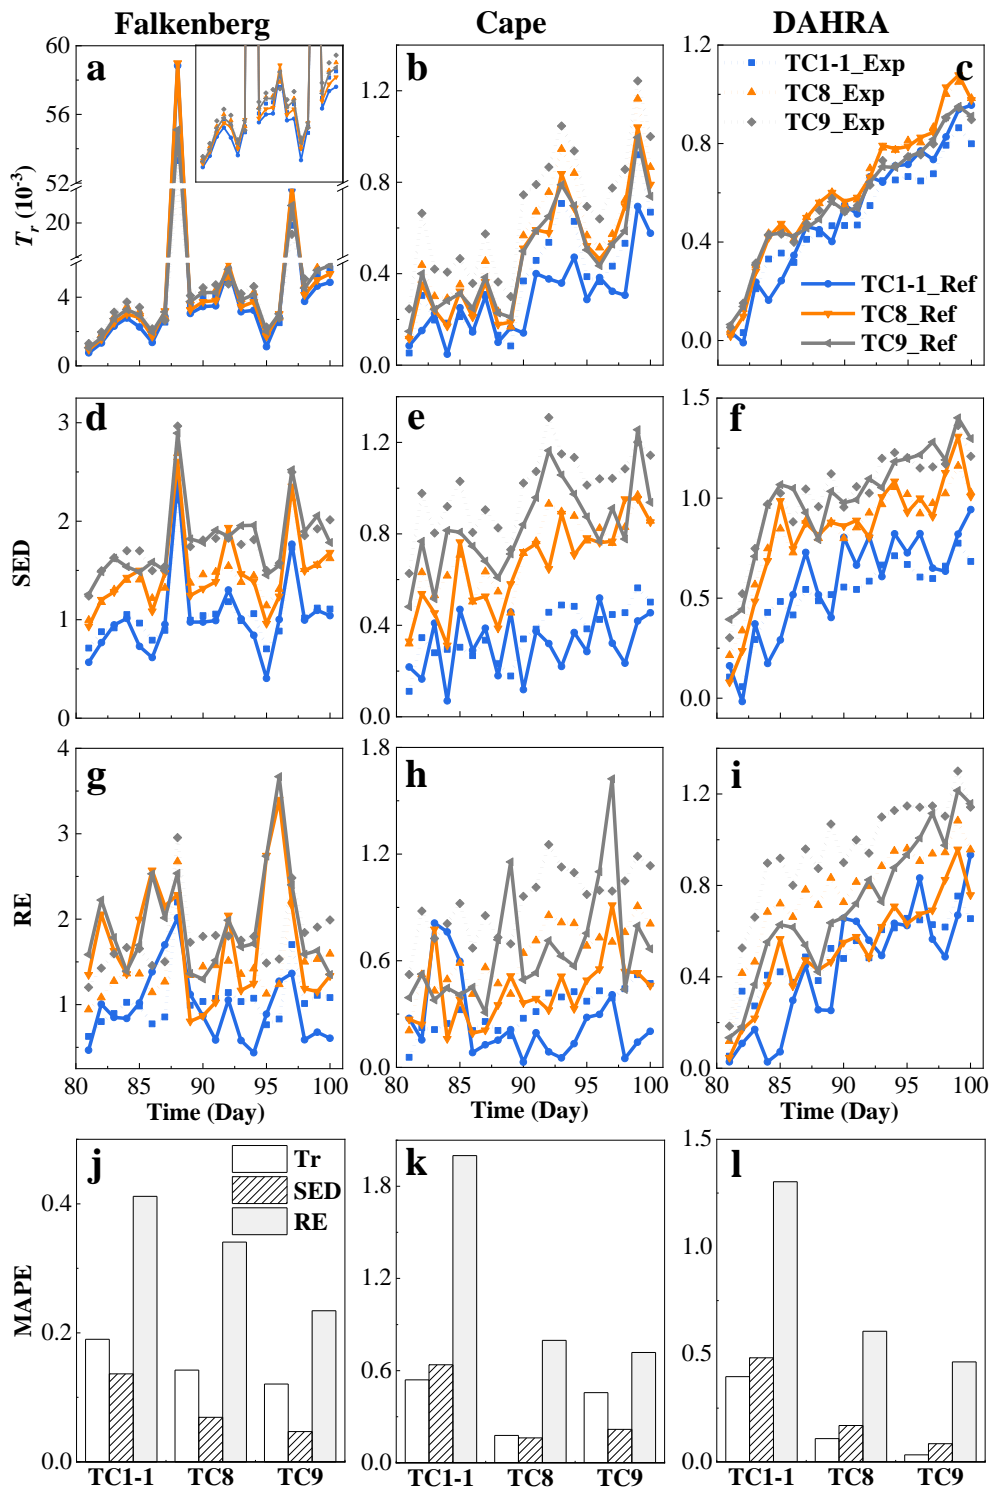 Falkenberg Cape DAHRA
a
b
c
60
56
52
20
4
0
T_r (10^-3)
1.2
0.8
0.4
0.0
1.2
0.8
0.4
0.0
TC1-1_Exp
TC8_Exp
TC9_Exp
TC1-1_Ref
TC8_Ref
TC9_Ref
d
e
f
SED
3
2
1
0
1.2
0.8
0.4
0.0
1.5
1.0
0.5
0.0
g
h
i
RE
4
3
2
1
1.8
1.2
0.6
0.0
1.2
0.8
0.4
0.0
80 85 90 95 100
80 85 90 95 100
80 85 90 95 100
Time (Day) Time (Day) Time (Day)
j
k
l
Tr
SED
RE
MAPE
0.4
0.2
0.0
1.8
1.2
0.6
0.0
1.5
1.0
0.5
0.0
TC1-1 TC8 TC9
TC1-1 TC8 TC9
TC1-1 TC8 TC9